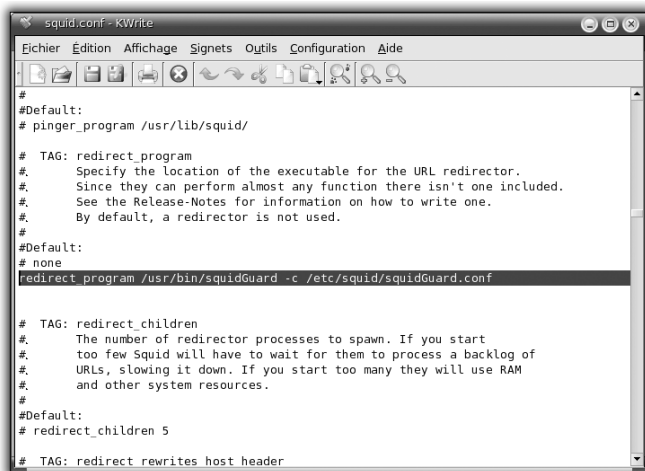 squid.conf - KWrite
Fichier Édition Affichage Signets Outils Configuration Aide
#
#Default:
# pinger_program /usr/lib/squid/
#  TAG: redirect_program
#.      Specify the location of the executable for the URL redirector.
#.      Since they can perform almost any function there isn't one included.
#.      See the Release-Notes for information on how to write one.
#.      By default, a redirector is not used.
#
#Default:
# none
redirect_program /usr/bin/squidGuard -c /etc/squid/squidGuard.conf
#  TAG: redirect_children
#.      The number of redirector processes to spawn. If you start
#.      too few Squid will have to wait for them to process a backlog of
#.      URLs, slowing it down. If you start too many they will use RAM
#.      and other system resources.
#
#Default:
# redirect_children 5
#  TAG: redirect_rewrites_host_header